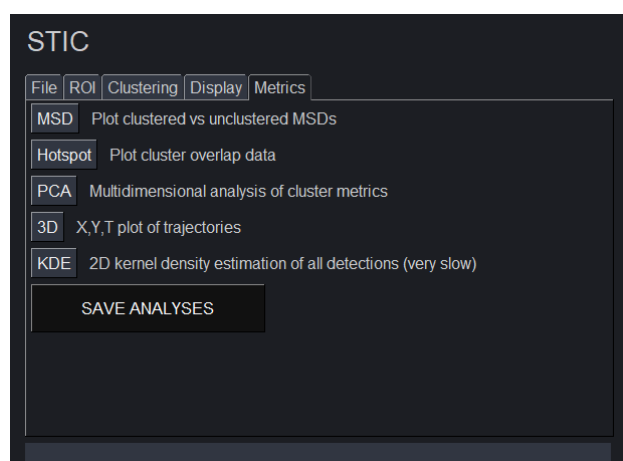 STIC
File ROI Clustering Display Metrics
MSD Plot clustered vs unclustered MSDs
Hotspot Plot cluster overlap data
PCA Multidimensional analysis of cluster metrics
3D X,Y,T plot of trajectories
KDE 2D kernel density estimation of all detections (very slow)
SAVE ANALYSES